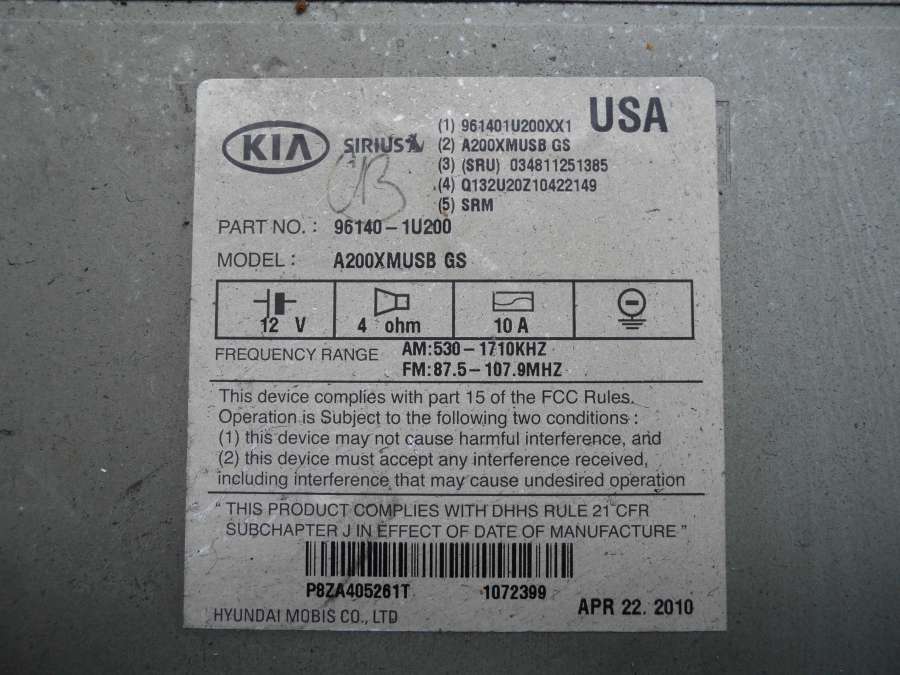 USA
KIA SIRIUS
(1) 961401U200XX1
(2) A200XMUSB GS
(3) (SRU) 034811251385
(4) Q132U20Z10422149
(5) SRM
PART NO. : 96140-1U200
MODEL : A200XMUSB GS
12 V 4 ohm 10 A
FREQUENCY RANGE AM:530-1710KHZ
FM:87.5-107.9MHZ
This device complies with part 15 of the FCC Rules.
Operation is Subject to the following two conditions :
(1) this device may not cause harmful interference, and
(2) this device must accept any interference received,
including interference that may cause undesired operation
" THIS PRODUCT COMPLIES WITH DHHS RULE 21 CFR
SUBCHAPTER J IN EFFECT OF DATE OF MANUFACTURE "
P8ZA405261T 1072399
HYUNDAI MOBIS CO., LTD APR 22. 2010